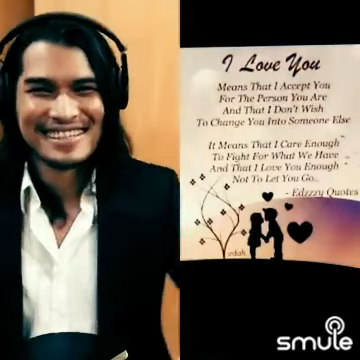 I Love You
Means That I Accept You
For The Person You Are
And That I Don't Wish
To Change You Into Someone Else
It Means That I Care Enough
To Fight For What We Have
And That I Love You Enough
Not To Let You Go..
- Edzzzy Quotes
ediah
smule